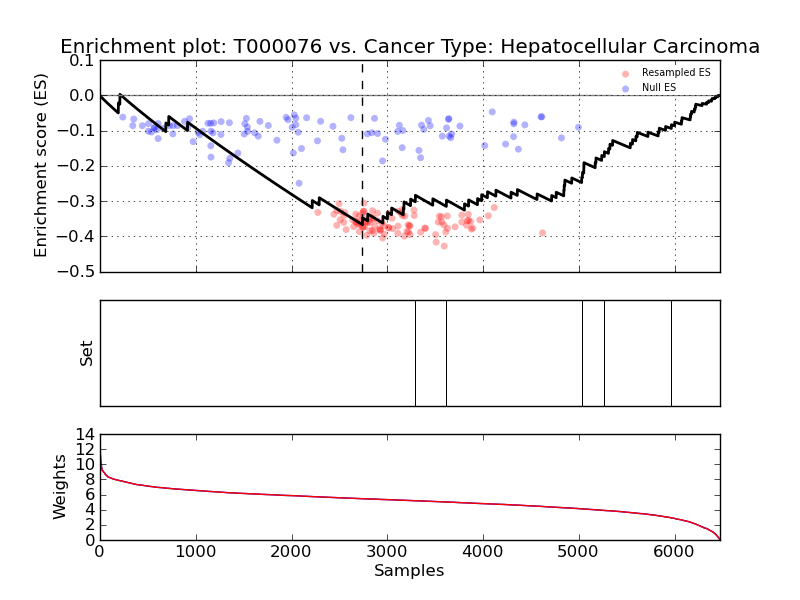 Enrichment plot: T000076 vs. Cancer Type: Hepatocellular Carcinoma
0.1
0.0
−0.1
−0.2
−0.3
−0.4
−0.5
Enrichment score (ES)
Resampled ES
Null ES
Set
14
12
10
8
6
4
2
0
Weights
0 1000 2000 3000 4000 5000 6000
Samples